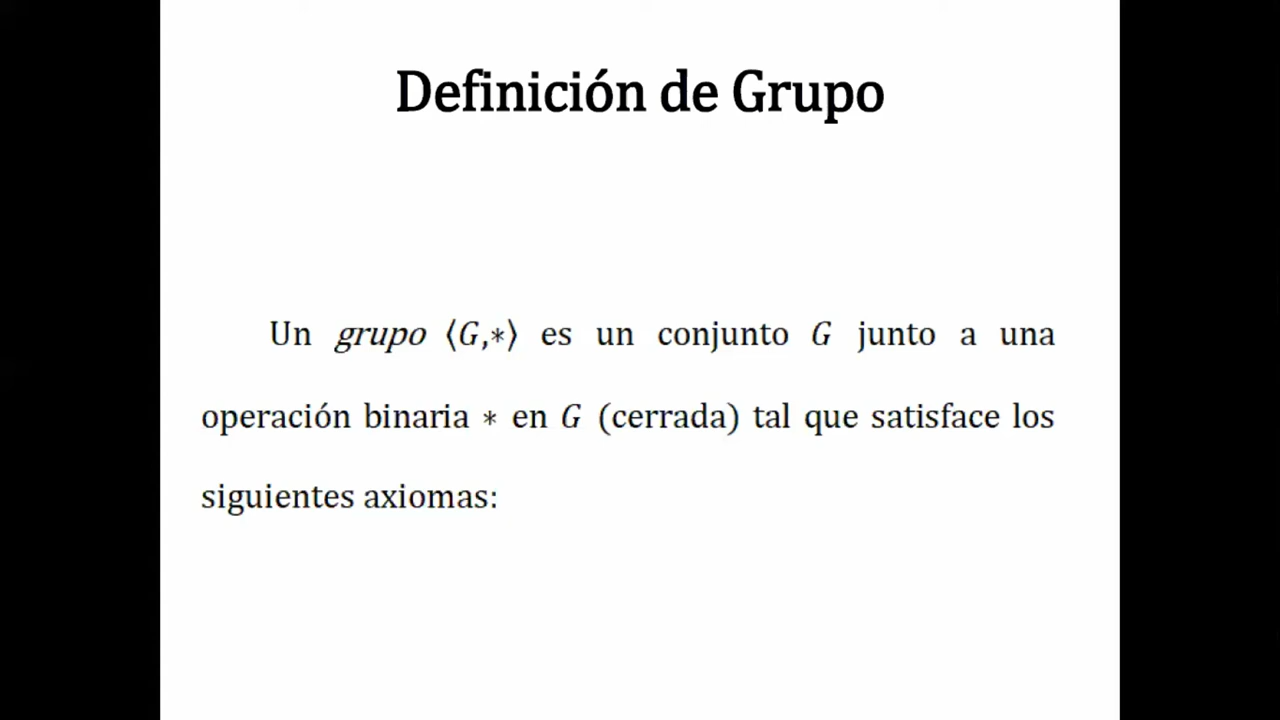 Definición de Grupo
Un grupo ⟨G,∗⟩ es un conjunto G junto a una
operación binaria ∗ en G (cerrada) tal que satisface los
siguientes axiomas: